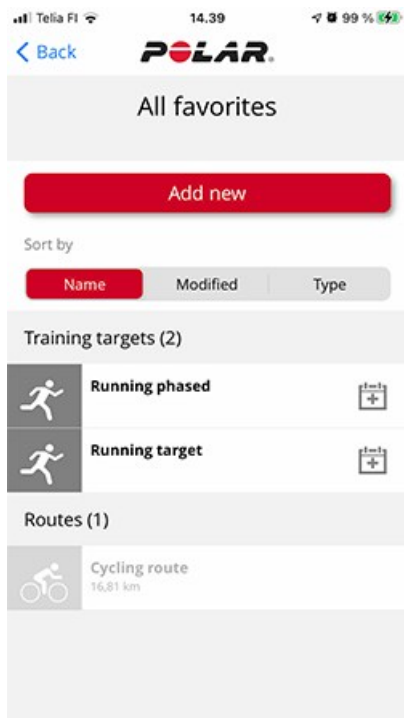 Telia FI 14.39 99 %
Back POLAR.
All favorites
Add new
Sort by
Name Modified Type
Training targets (2)
Running phased
Running target
Routes (1)
Cycling route
16,81 km